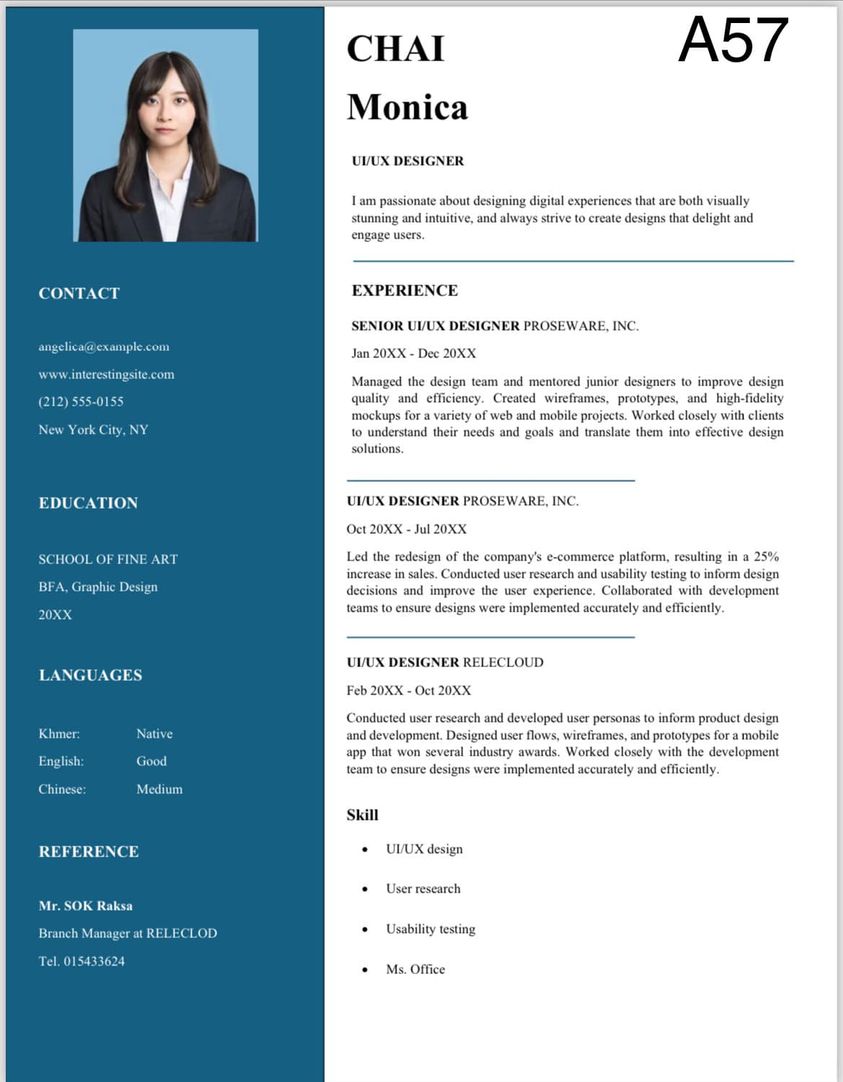 CHAI
A57
Monica
UI/UX DESIGNER
I am passionate about designing digital experiences that are both visually
stunning and intuitive, and always strive to create designs that delight and
engage users.
CONTACT
angelica@example.com
www.interestingsite.com
(212) 555-0155
New York City, NY
EDUCATION
SCHOOL OF FINE ART
BFA, Graphic Design
20XX
LANGUAGES
Khmer: Native
English: Good
Chinese: Medium
REFERENCE
Mr. SOK Raksa
Branch Manager at RELECLOD
Tel. 015433624
EXPERIENCE
SENIOR UI/UX DESIGNER PROSEWARE, INC.
Jan 20XX - Dec 20XX
Managed the design team and mentored junior designers to improve design
quality and efficiency. Created wireframes, prototypes, and high-fidelity
mockups for a variety of web and mobile projects. Worked closely with clients
to understand their needs and goals and translate them into effective design
solutions.
UI/UX DESIGNER PROSEWARE, INC.
Oct 20XX - Jul 20XX
Led the redesign of the company's e-commerce platform, resulting in a 25%
increase in sales. Conducted user research and usability testing to inform design
decisions and improve the user experience. Collaborated with development
teams to ensure designs were implemented accurately and efficiently.
UI/UX DESIGNER RELECLOUD
Feb 20XX - Oct 20XX
Conducted user research and developed user personas to inform product design
and development. Designed user flows, wireframes, and prototypes for a mobile
app that won several industry awards. Worked closely with the development
team to ensure designs were implemented accurately and efficiently.
Skill
• UI/UX design
• User research
• Usability testing
• Ms. Office